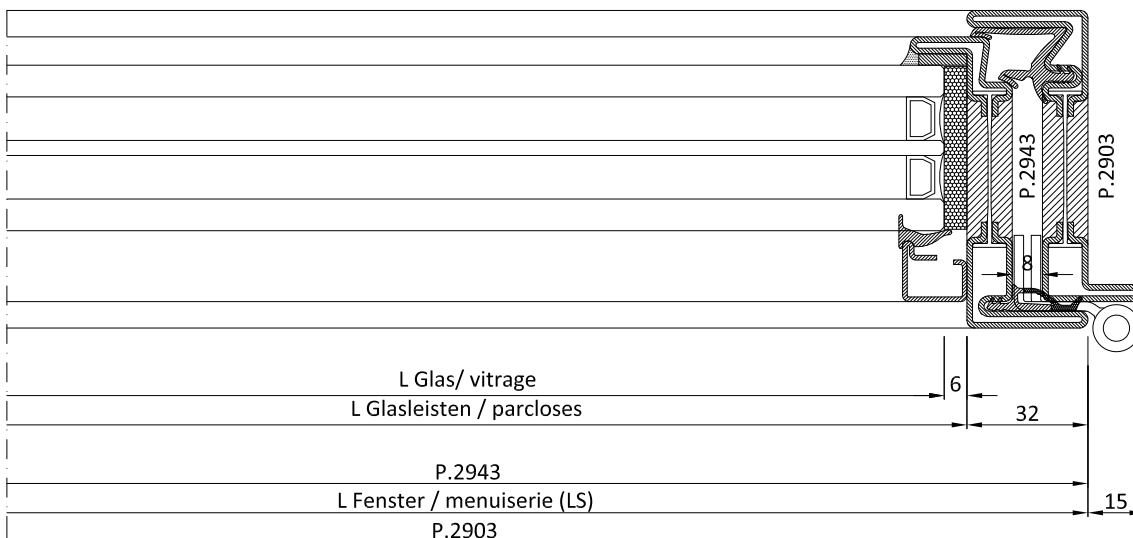 P.2943
P.2903
8
L Glas/ vitrage
6
L Glasleisten / parcloses
32
P.2943
L Fenster / menuiserie (LS)
15
P.2903